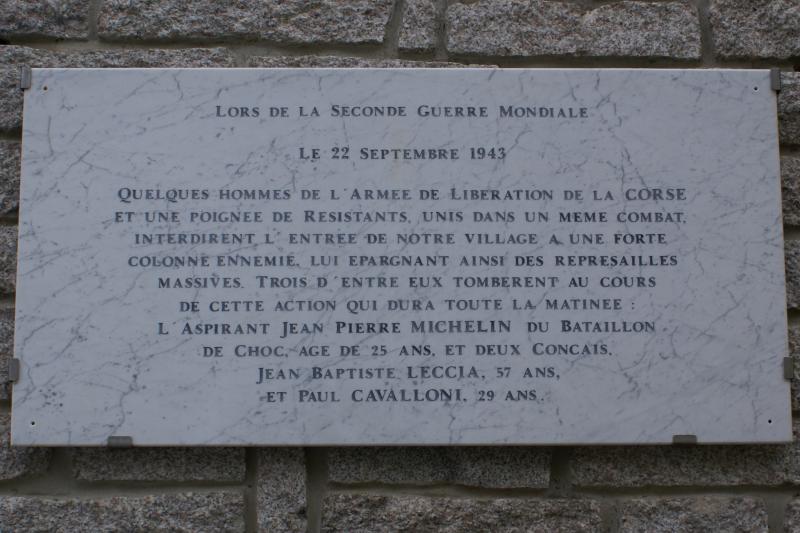 LORS DE LA SECONDE GUERRE MONDIALE
LE 22 SEPTEMBRE 1943
QUELQUES HOMMES DE L'ARMEE DE LIBERATION DE LA CORSE
ET UNE POIGNEE DE RESISTANTS, UNIS DANS UN MEME COMBAT,
INTERDIRENT L'ENTREE DE NOTRE VILLAGE A UNE FORTE
COLONNE ENNEMIE, LUI EPARGNANT AINSI DES REPRESAILLES
MASSIVES. TROIS D'ENTRE EUX TOMBERENT AU COURS
DE CETTE ACTION QUI DURA TOUTE LA MATINEE :
L'ASPIRANT JEAN PIERRE MICHELIN DU BATAILLON
DE CHOC, AGE DE 25 ANS, ET DEUX CONCAIS,
JEAN BAPTISTE LECCIA, 57 ANS,
ET PAUL CAVALLONI, 29 ANS.